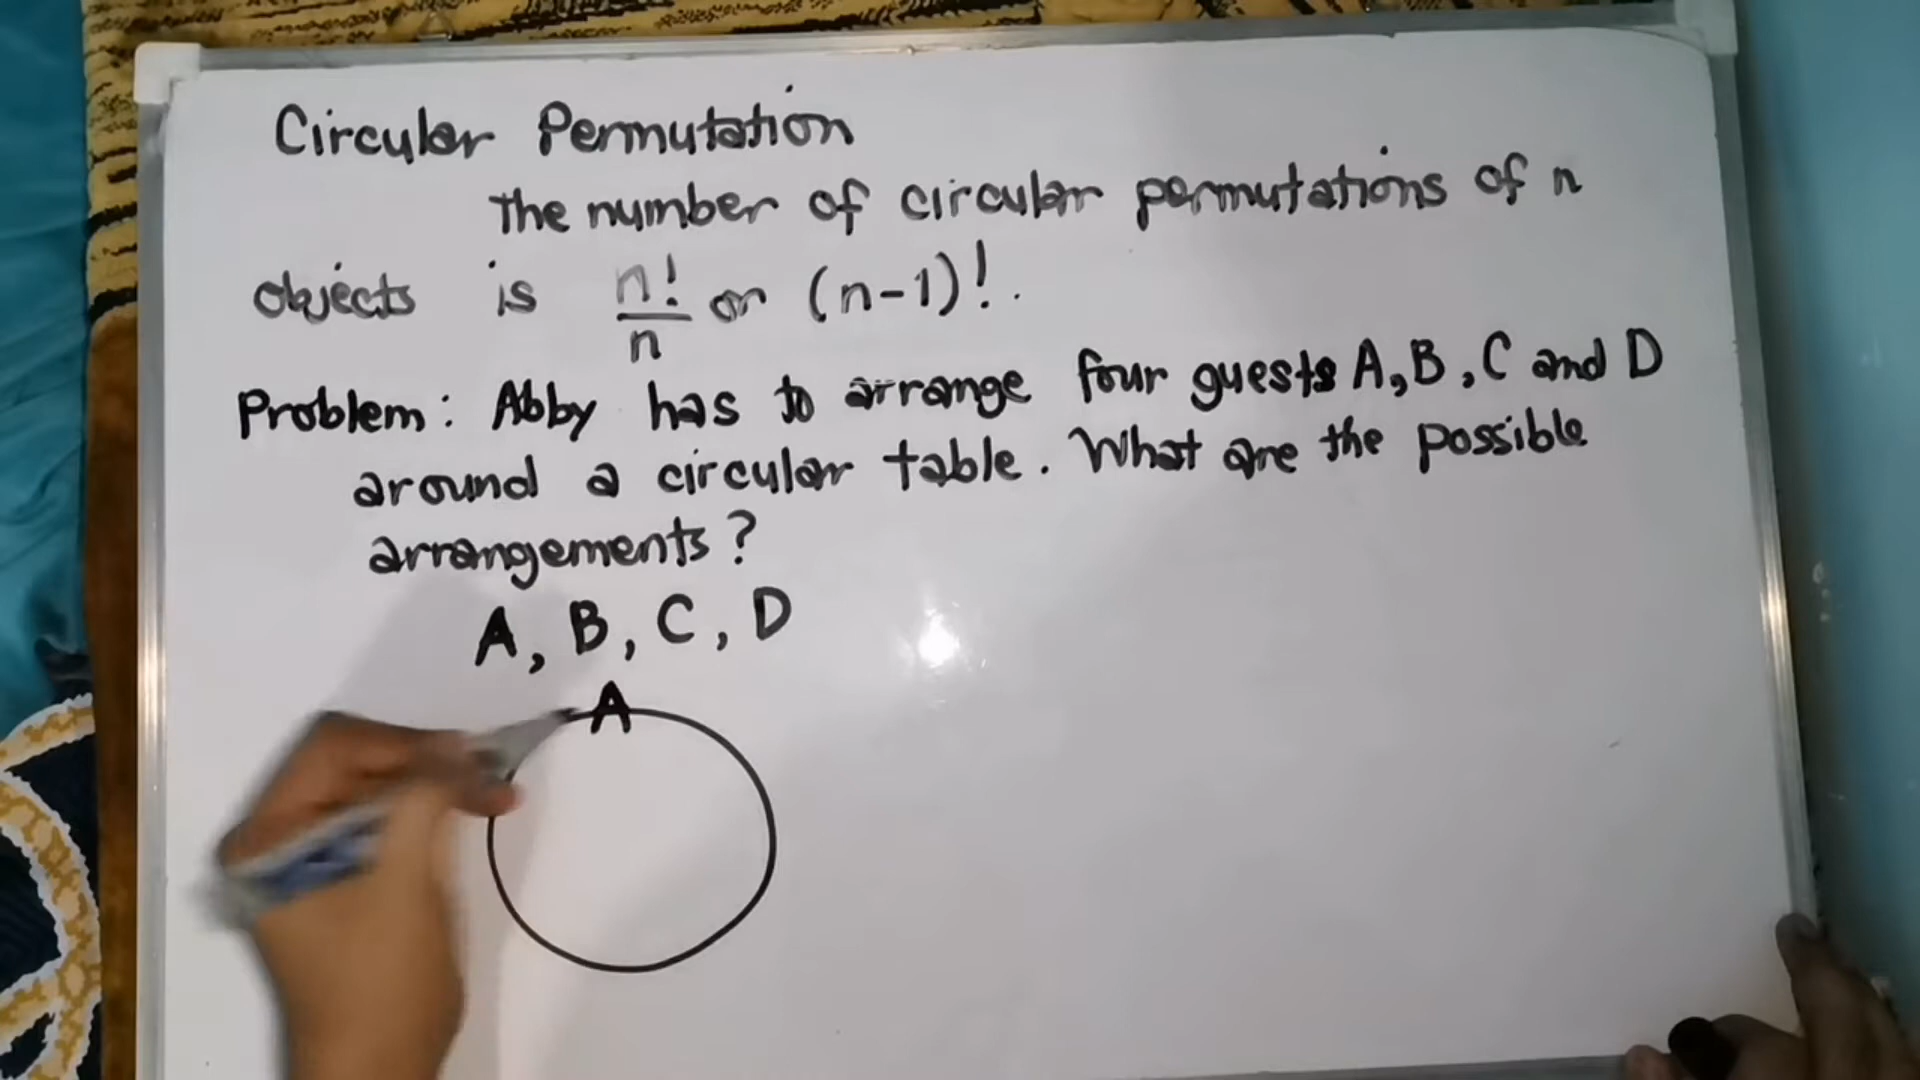 Circular Permutation
The number of circular permutations of n
objects is n!/n or (n-1)!.
Problem: Abby has to arrange four guests A, B, C and D
around a circular table. What are the possible
arrangements?
A, B, C, D
A